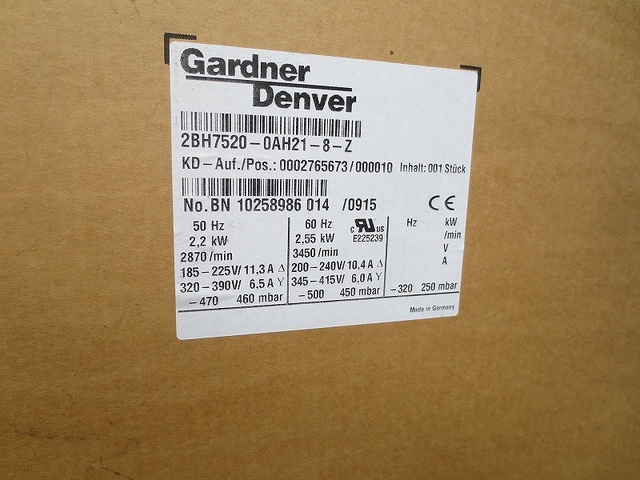 Gardner
Denver
2BH7520-0AH21-8-Z
KD-Auf./Pos.: 0002765673/000010 Inhalt: 001 Stück
No. BN 10258986 014 /0915 CE
50 Hz 60 Hz c RU us Hz kW
2,2 kW 2,55 kW E225239 /min
2870 /min 3450/min V
185-225V/ 11.3 A Δ 200-240V/ 10.4 A Δ A
320-390V/ 6.5 A Y 345-415V/ 6,0 A Y
-470 460 mbar -500 450 mbar -320 250 mbar
Made in Germany